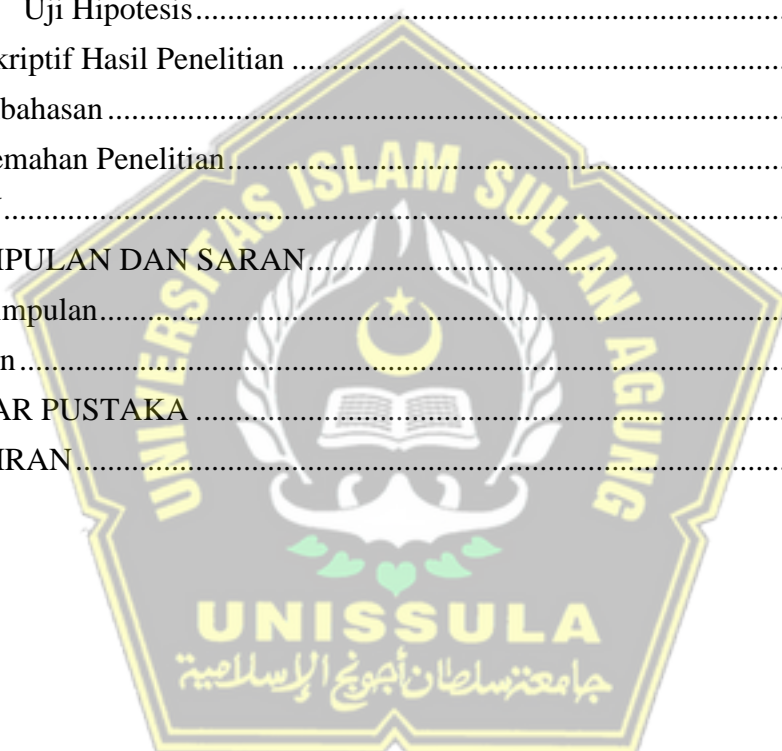 Uji Hipotesis
kriptif Hasil Penelitian
bahasan
emahan Penelitian
IPULAN DAN SARAN
impulan
n
AR PUSTAKA
IRAN
UNIVERSITAS ISLAM SULTAN AGUNG
UNISSULA
جامعة سلطان أجونج الإسلامية